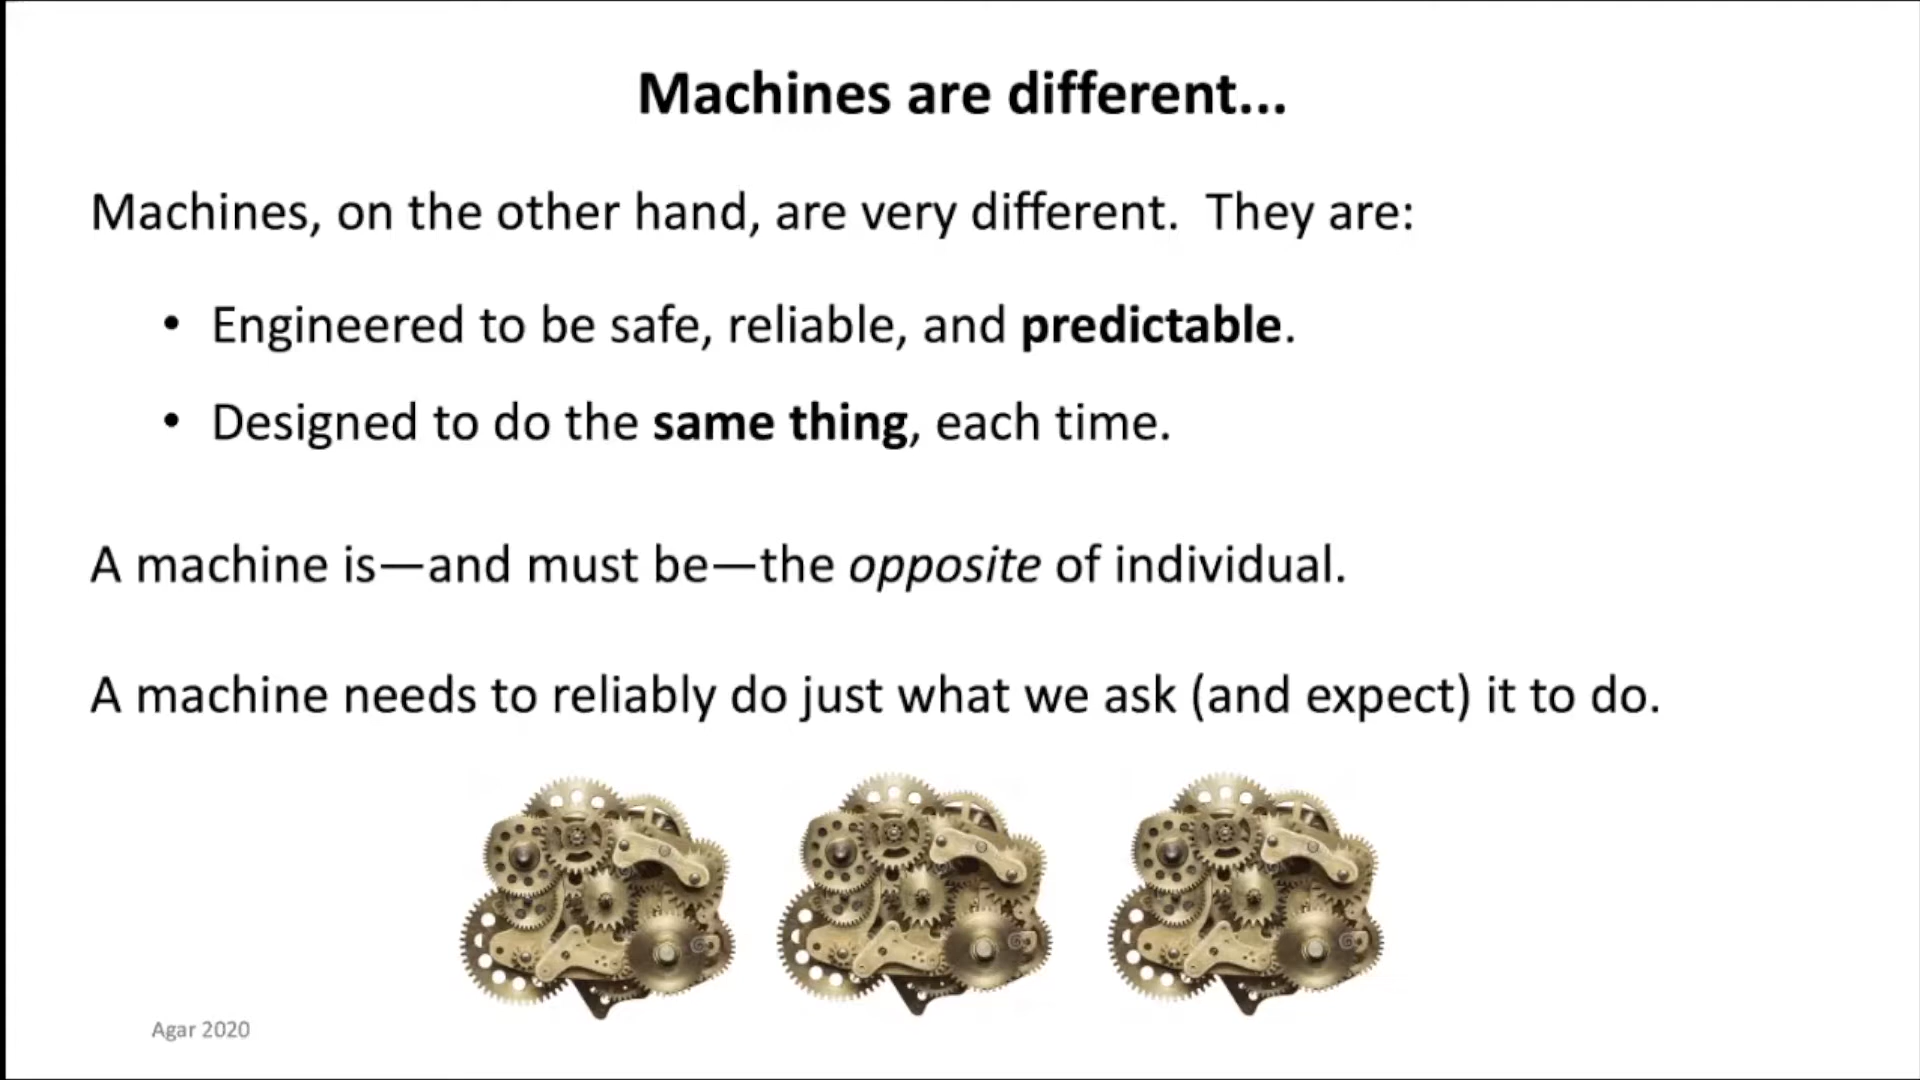 Machines are different...
Machines, on the other hand, are very different.  They are:
• Engineered to be safe, reliable, and predictable.
• Designed to do the same thing, each time.
A machine is—and must be—the opposite of individual.
A machine needs to reliably do just what we ask (and expect) it to do.
Agar 2020